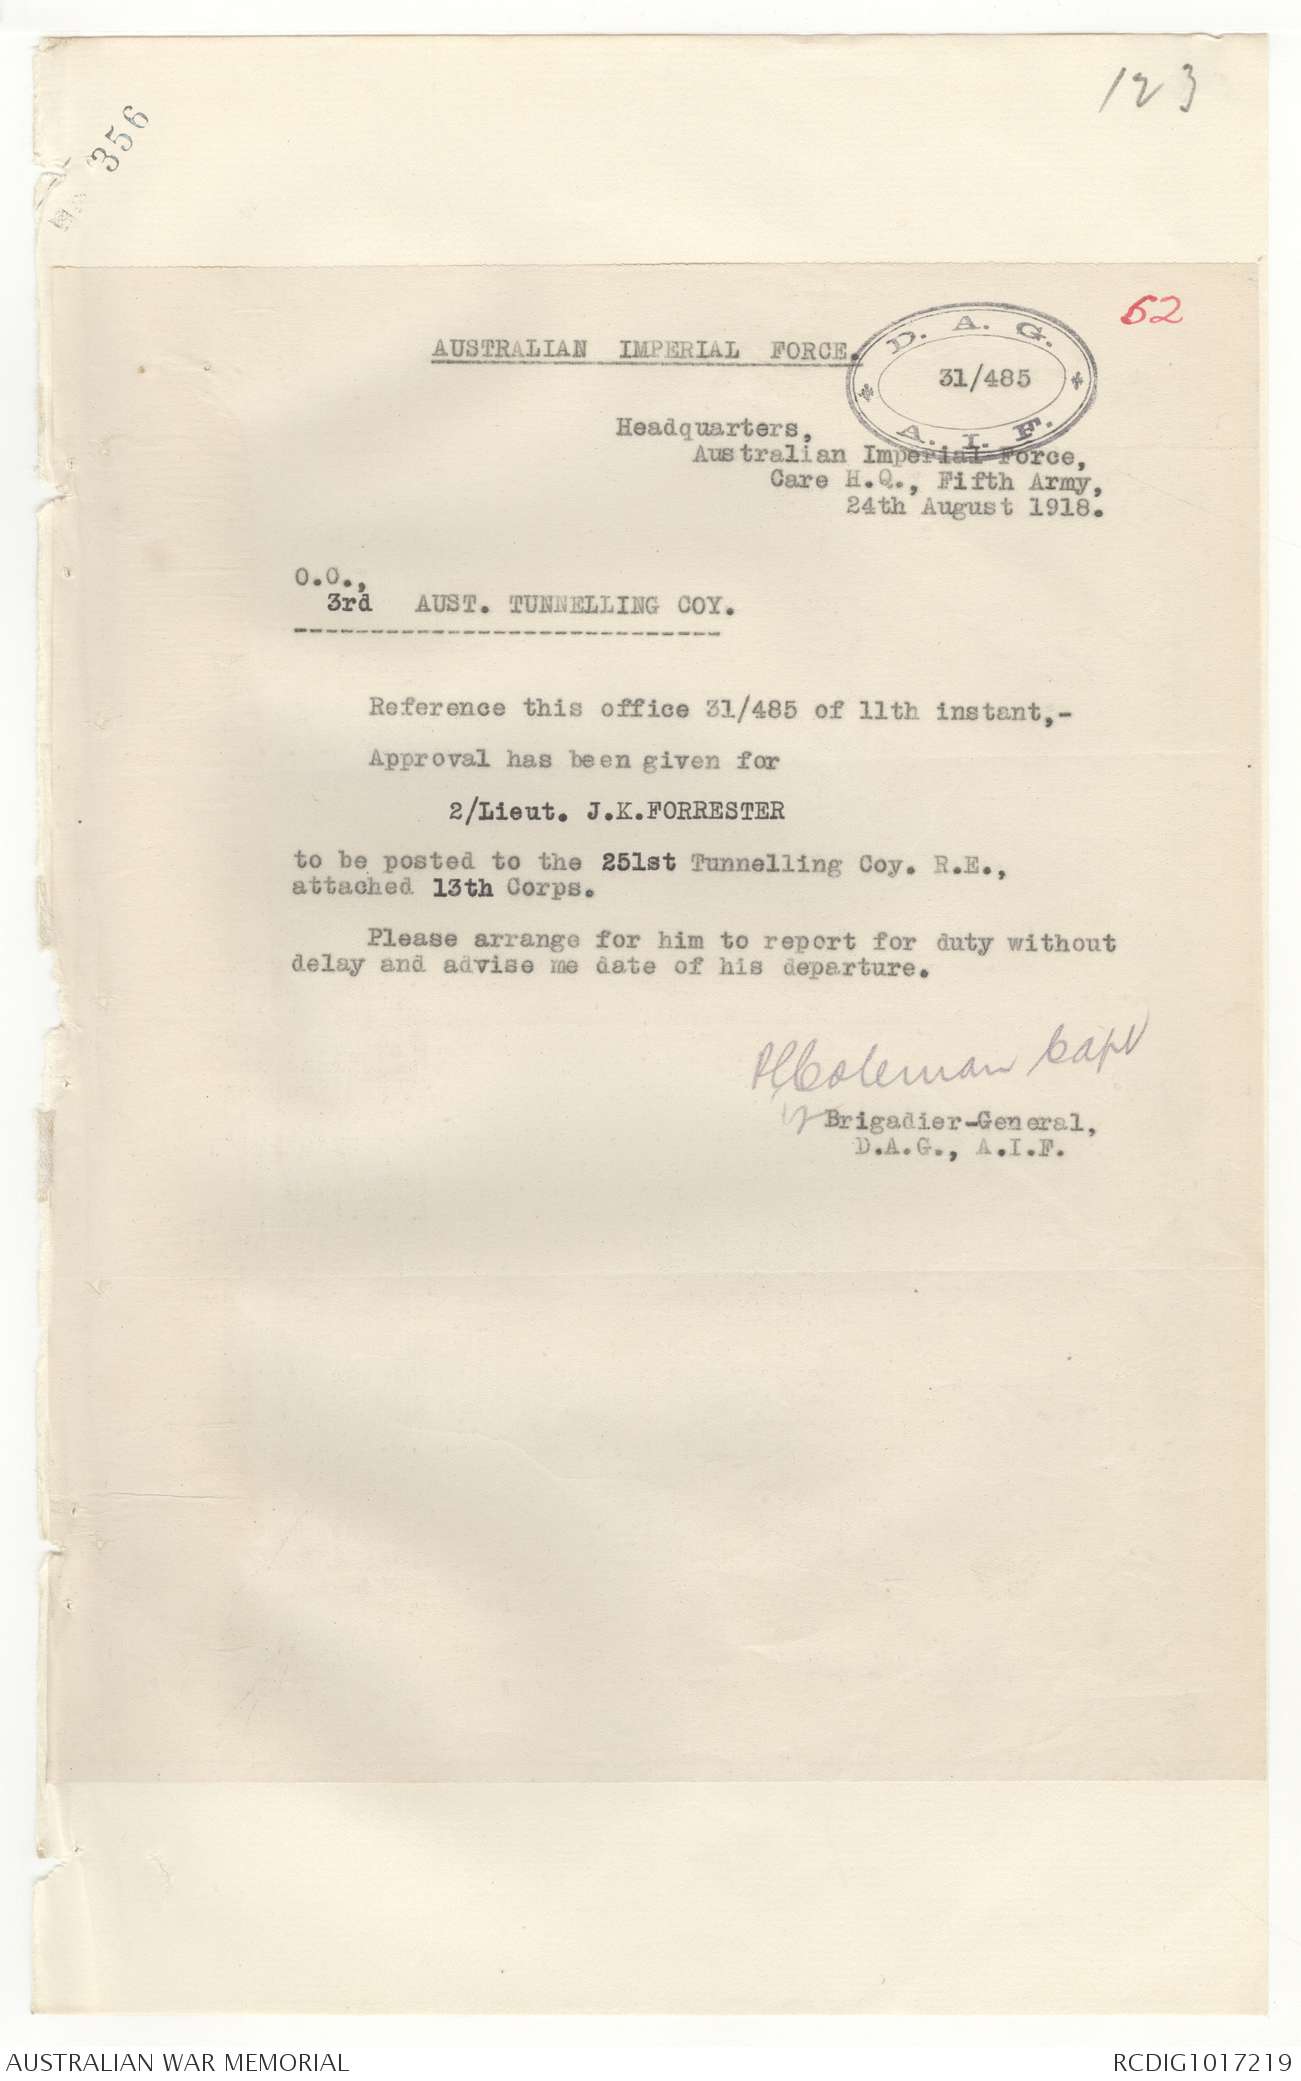 123
356
52
D. A. G.
31/485
A. I. F.
AUSTRALIAN IMPERIAL FORCE.
Headquarters,
Australian Imperial Force,
Care H.Q., Fifth Army,
24th August 1918.
O.O.,
3rd AUST. TUNNELLING COY.
Reference this office 31/485 of 11th instant,-
Approval has been given for
2/Lieut. J.K.FORRESTER
to be posted to the 251st Tunnelling Coy. R.E.,
attached 13th Corps.
Please arrange for him to report for duty without
delay and advise me date of his departure.
Coleman Capt
Brigadier-General,
D.A.G., A.I.F.
AUSTRALIAN WAR MEMORIAL
RCDIG1017219